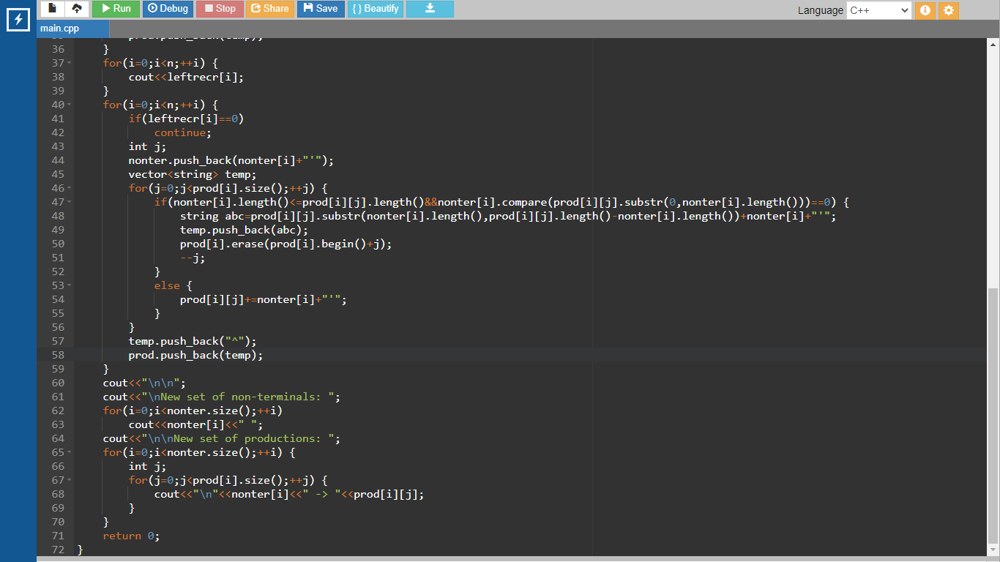 Run Debug Stop Share Save { } Beautify Language C++
main.cpp
36 }
37 for(i=0;i<n;++i) {
38 cout<<leftrecr[i];
39 }
40 for(i=0;i<n;++i) {
41 if(leftrecr[i]==0)
42 continue;
43 int j;
44 nonter.push_back(nonter[i]+"'");
45 vector<string> temp;
46 for(j=0;j<prod[i].size();++j) {
47 if(nonter[i].length()<=prod[i][j].length()&&nonter[i].compare(prod[i][j].substr(0,nonter[i].length()))==0) {
48 string abc=prod[i][j].substr(nonter[i].length(),prod[i][j].length()-nonter[i].length())+nonter[i]+"'";
49 temp.push_back(abc);
50 prod[i].erase(prod[i].begin()+j);
51 --j;
52 }
53 else {
54 prod[i][j]+=nonter[i]+"'";
55 }
56 }
57 temp.push_back("^");
58 prod.push_back(temp);
59 }
60 cout<<"\n\n";
61 cout<<"\nNew set of non-terminals: ";
62 for(i=0;i<nonter.size();++i)
63 cout<<nonter[i]<<" ";
64 cout<<"\n\nNew set of productions: ";
65 for(i=0;i<nonter.size();++i) {
66 int j;
67 for(j=0;j<prod[i].size();++j) {
68 cout<<"\n"<<nonter[i]<<" -> "<<prod[i][j];
69 }
70 }
71 return 0;
72 }